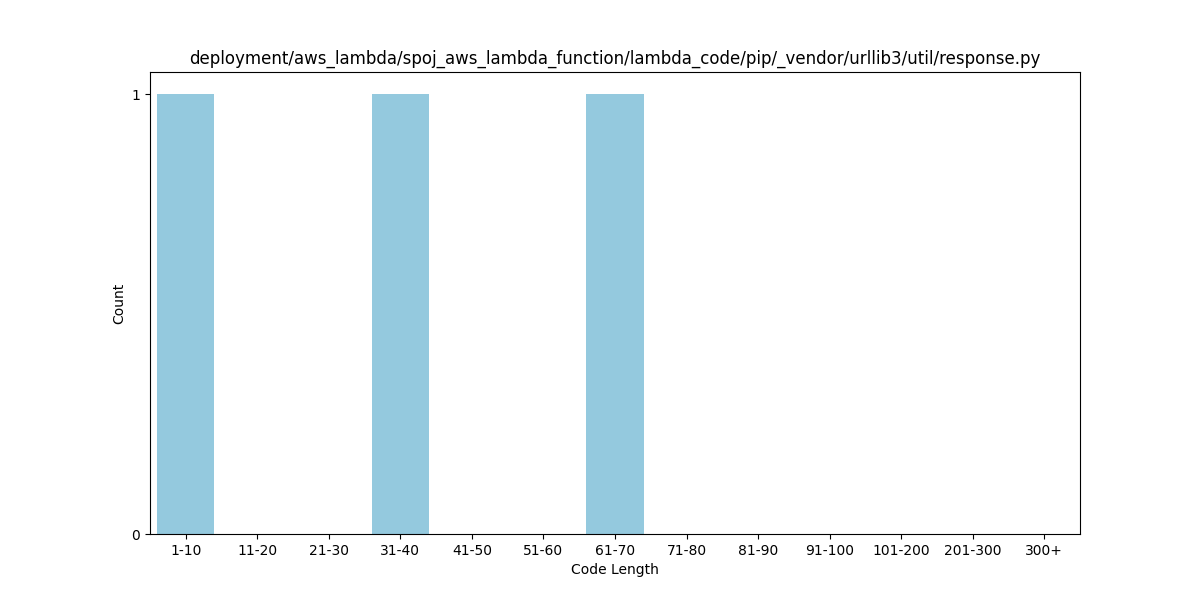 deployment/aws_lambda/spoj_aws_lambda_function/lambda_code/pip/_vendor/urllib3/util/response.py
1
Count
0
1-10 11-20 21-30 31-40 41-50 51-60 61-70 71-80 81-90 91-100 101-200 201-300 300+
Code Length